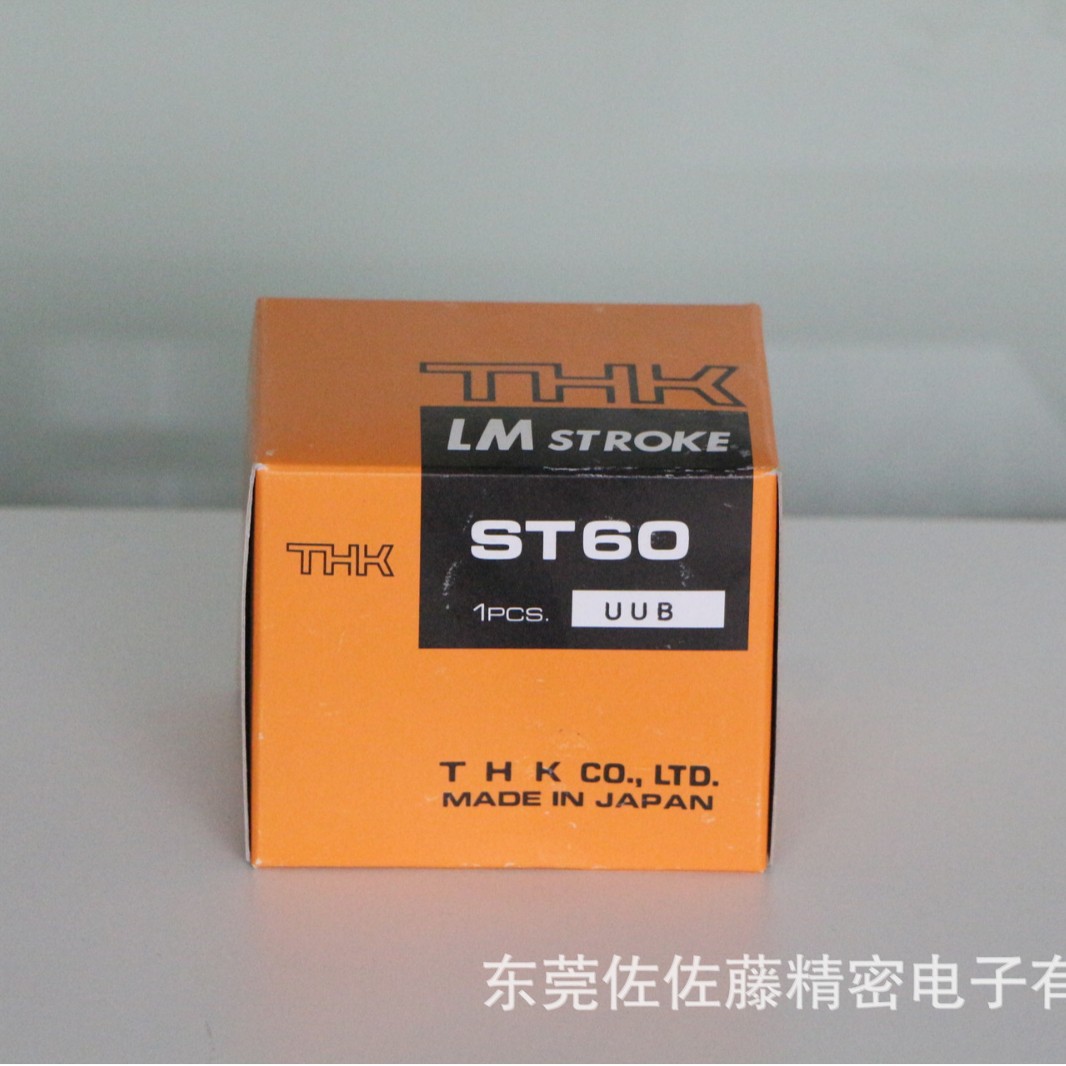 THK
LM STROKE
ST60
THK
1PCS. UUB
T H K CO., LTD.
MADE IN JAPAN
东莞佐佐藤精密电子有